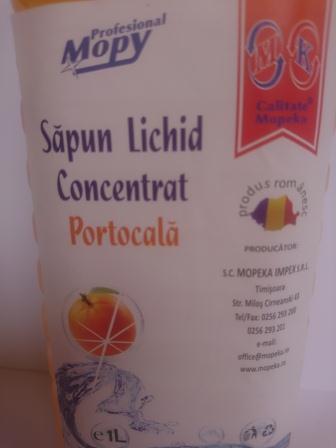 Profesional
Mopy
M K
Calitate®
Mopeka
Săpun Lichid
Concentrat
Portocală
produs românesc
PRODUCĂTOR:
S.C. MOPEKA IMPEX S.R.L.
Timișoara
Str. Miloș Cirneanski 43
Tel/Fax: 0256 293 200
0256 293 201
e-mail:
office@mopeka.ro
www.mopeka.ro
e 1L